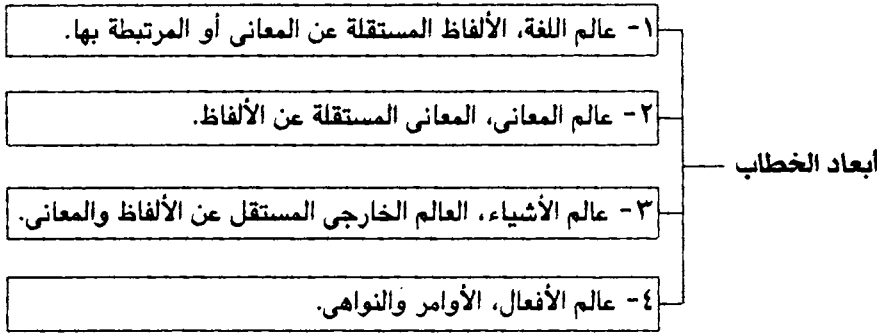 ١- عالم اللغة، الألفاظ المستقلة عن المعانى أو المرتبطة بها.
٢- عالم المعانى، المعانى المستقلة عن الألفاظ.
أبعاد الخطاب
٣- عالم الأشياء، العالم الخارجى المستقل عن الألفاظ والمعانى.
٤- عالم الأفعال، الأوامر والنواهى.